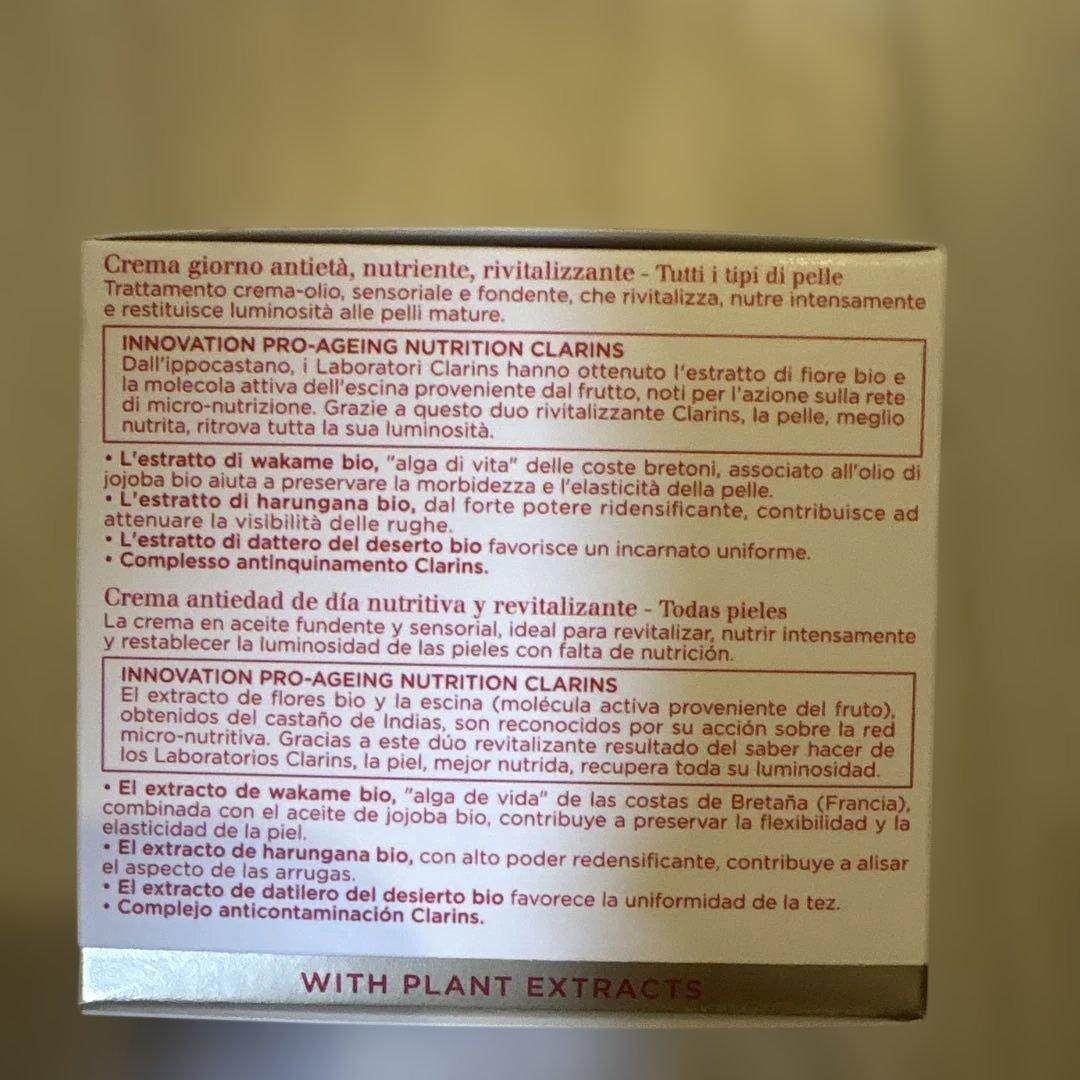 Crema giorno antietà, nutriente, rivitalizzante - Tutti i tipi di pelle
Trattamento crema-olio, sensoriale e fondente, che rivitalizza, nutre intensamente
e restituisce luminosità alle pelli mature.
INNOVATION PRO-AGEING NUTRITION CLARINS
Dall'ippocastano, i Laboratori Clarins hanno ottenuto l'estratto di fiore bio e
la molecola attiva dell'escina proveniente dal frutto, noti per l'azione sulla rete
di micro-nutrizione. Grazie a questo duo rivitalizzante Clarins, la pelle, meglio
nutrita, ritrova tutta la sua luminosità.
• L'estratto di wakame bio, "alga di vita" delle coste bretoni, associato all'olio di
jojoba bio aiuta a preservare la morbidezza e l'elasticità della pelle.
• L'estratto di harungana bio, dal forte potere ridensificante, contribuisce ad
attenuare la visibilità delle rughe.
• L'estratto di dattero del deserto bio favorisce un incarnato uniforme.
• Complesso antinquinamento Clarins.
Crema antiedad de día nutritiva y revitalizante - Todas pieles
La crema en aceite fundente y sensorial, ideal para revitalizar, nutrir intensamente
y restablecer la luminosidad de las pieles con falta de nutrición.
INNOVATION PRO-AGEING NUTRITION CLARINS
El extracto de flores bio y la escina (molécula activa proveniente del fruto),
obtenidos del castaño de Indias, son reconocidos por su acción sobre la red
micro-nutritiva. Gracias a este dúo revitalizante resultado del saber hacer de
los Laboratorios Clarins, la piel, mejor nutrida, recupera toda su luminosidad.
• El extracto de wakame bio, "alga de vida" de las costas de Bretaña (Francia),
combinada con el aceite de jojoba bio, contribuye a preservar la flexibilidad y la
elasticidad de la piel.
• El extracto de harungana bio, con alto poder redensificante, contribuye a alisar
el aspecto de las arrugas.
• El extracto de datilero del desierto bio favorece la uniformidad de la tez.
• Complejo anticontaminación Clarins.
WITH PLANT EXTRACTS